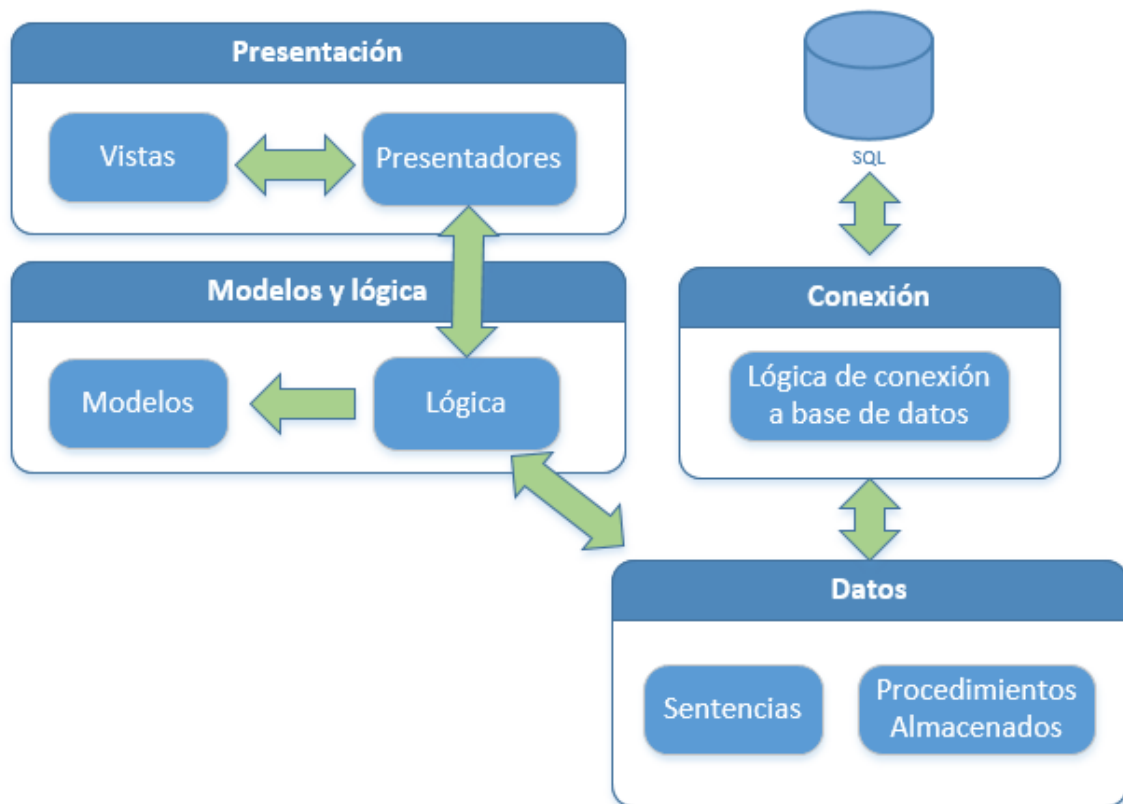 Presentación
Vistas
Presentadores
SQL
Modelos y lógica
Modelos
Lógica
Conexión
Lógica de conexión
a base de datos
Datos
Sentencias
Procedimientos
Almacenados